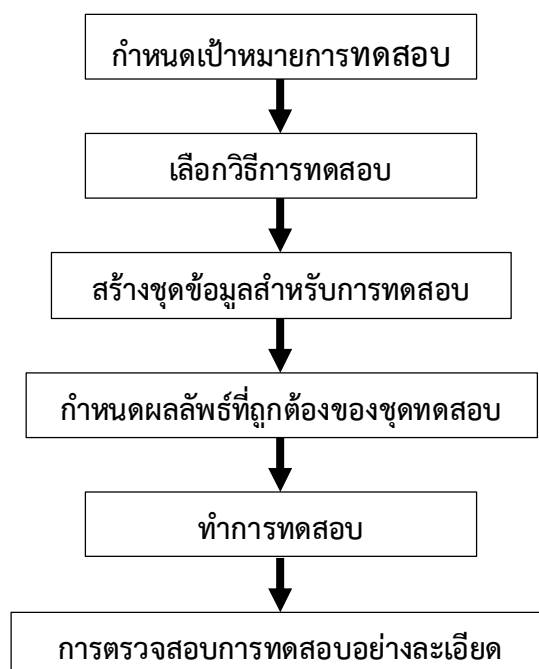 กำหนดเป้าหมายการทดสอบ
เลือกวิธีการทดสอบ
สร้างชุดข้อมูลสำหรับการทดสอบ
กำหนดผลลัพธ์ที่ถูกต้องของชุดทดสอบ
ทำการทดสอบ
การตรวจสอบการทดสอบอย่างละเอียด